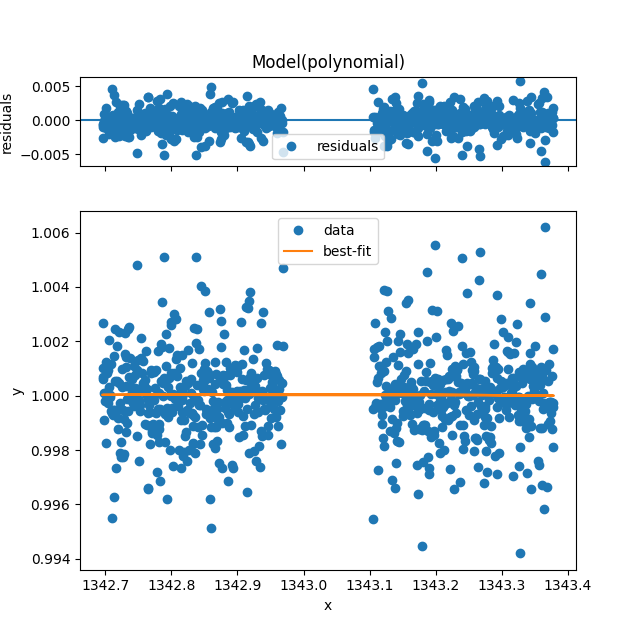 Model(polynomial)
0.005
0.000
−0.005
residuals
residuals
1.006
1.004
1.002
1.000
0.998
0.996
0.994
y
data
best-fit
1342.7 1342.8 1342.9 1343.0 1343.1 1343.2 1343.3 1343.4
x